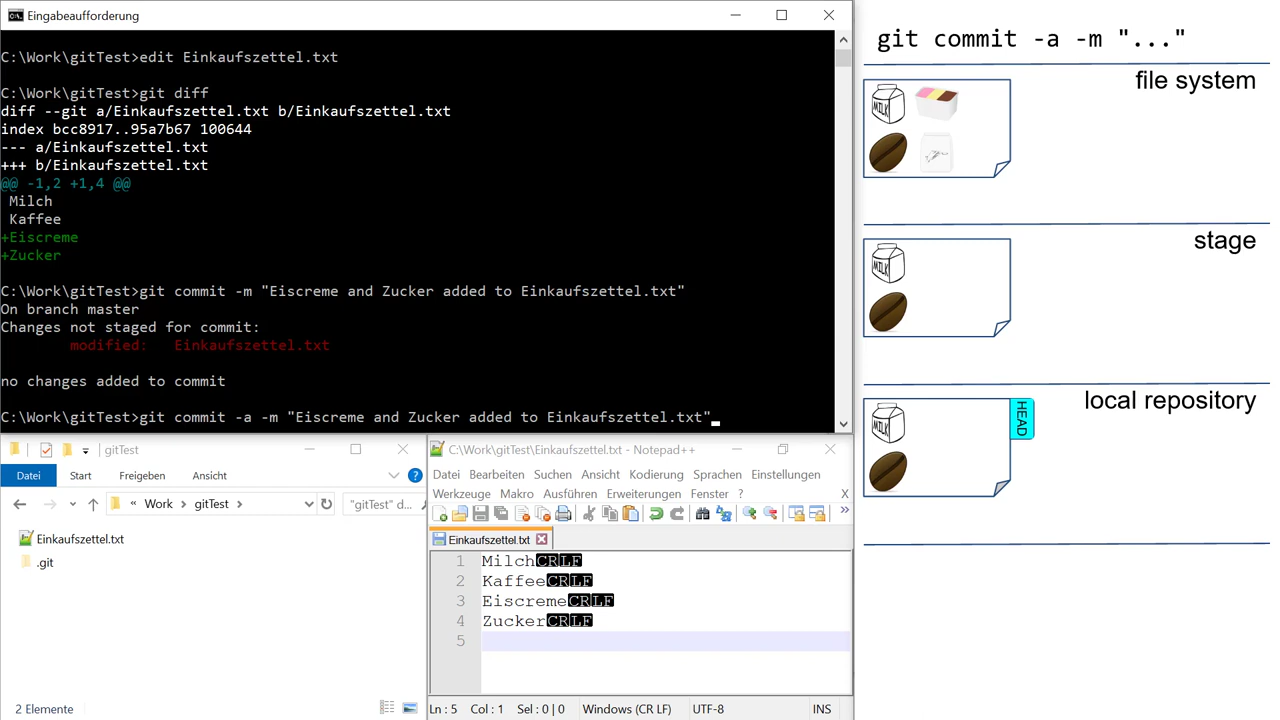 Eingabeaufforderung
C:\Work\gitTest>edit Einkaufszettel.txt
C:\Work\gitTest>git diff
diff --git a/Einkaufszettel.txt b/Einkaufszettel.txt
index bcc8917..95a7b67 100644
--- a/Einkaufszettel.txt
+++ b/Einkaufszettel.txt
@@ -1,2 +1,4 @@
Milch
Kaffee
+Eiscreme
+Zucker
C:\Work\gitTest>git commit -m "Eiscreme and Zucker added to Einkaufszettel.txt"
On branch master
Changes not staged for commit:
modified: Einkaufszettel.txt
no changes added to commit
C:\Work\gitTest>git commit -a -m "Eiscreme and Zucker added to Einkaufszettel.txt"
git commit -a -m "..."
file system
MILK
stage
MILK
local repository
MILK
HEAD
gitTest
Datei Start Freigeben Ansicht
« Work gitTest "gitTest" d...
Einkaufszettel.txt
.git
2 Elemente
C:\Work\gitTest\Einkaufszettel.txt - Notepad++
Datei Bearbeiten Suchen Ansicht Kodierung Sprachen Einstellungen
Werkzeuge Makro Ausführen Erweiterungen Fenster ? X
Einkaufszettel.txt
1 MilchCRLF
2 KaffeeCRLF
3 EiscremeCRLF
4 ZuckerCRLF
5
Ln : 5 Col : 1 Sel : 0 | 0 Windows (CR LF) UTF-8 INS